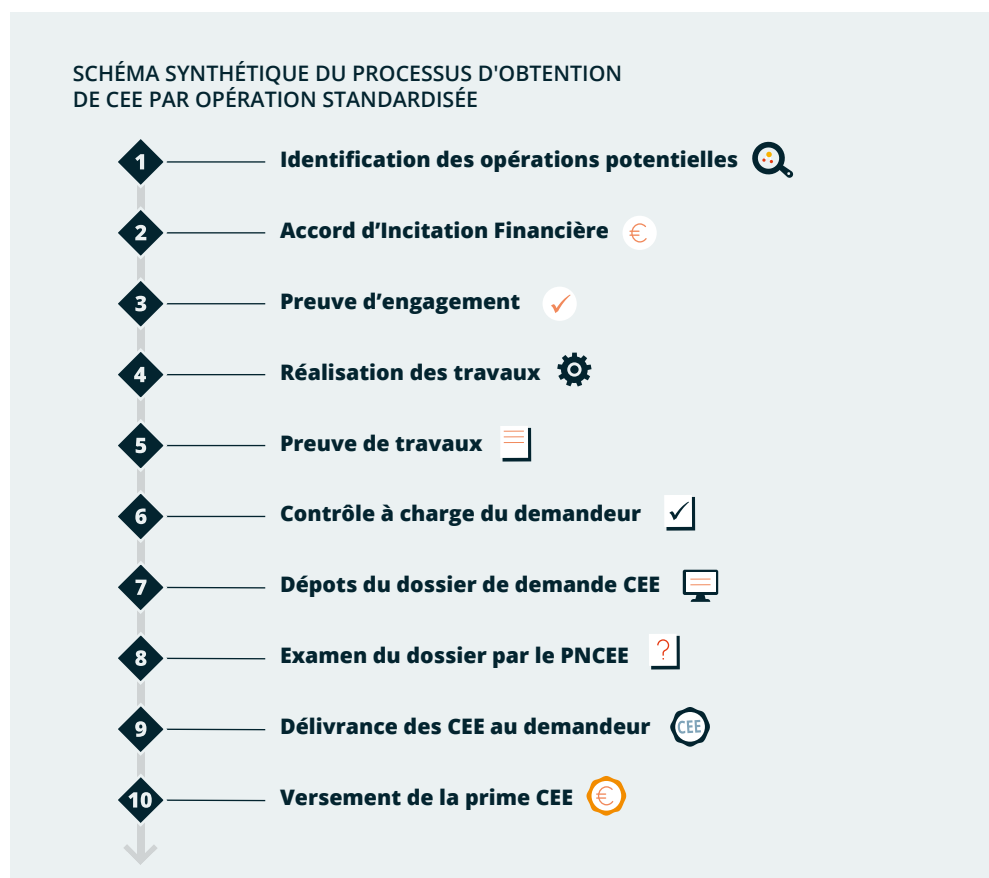 SCHÉMA SYNTHÉTIQUE DU PROCESSUS D'OBTENTION
DE CEE PAR OPÉRATION STANDARDISÉE
1 Identification des opérations potentielles
2 Accord d’Incitation Financière €
3 Preuve d’engagement
4 Réalisation des travaux
5 Preuve de travaux
6 Contrôle à charge du demandeur
7 Dépots du dossier de demande CEE
8 Examen du dossier par le PNCEE ?
9 Délivrance des CEE au demandeur CEE
10 Versement de la prime CEE €